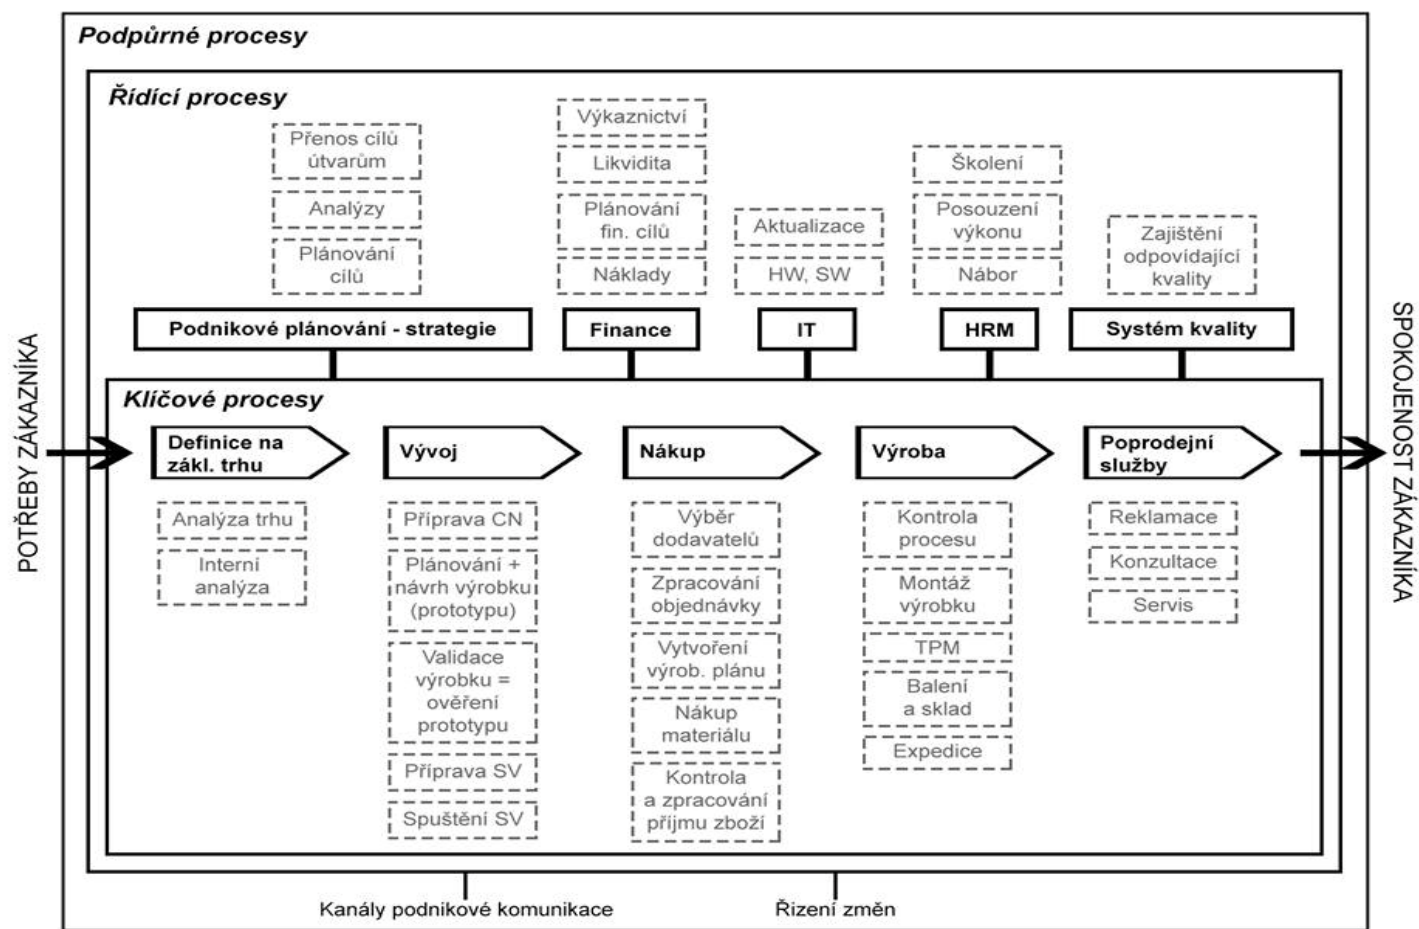 Podpůrné procesy
Řídící procesy
Přenos cílů
útvarům
Analýzy
Plánování
cílů
Výkaznictví
Likvidita
Plánování
fin. cílů
Náklady
Aktualizace
HW, SW
Školení
Posouzení
výkonu
Nábor
Zajištění
odpovídající
kvality
Podnikové plánování - strategie
Finance
IT
HRM
Systém kvality
POTŘEBY ZÁKAZNÍKA
Klíčové procesy
Definice na
zákl. trhu
Analýza trhu
Interní
analýza
Vývoj
Příprava CN
Plánování +
návrh výrobku
(prototypu)
Validace
výrobku =
ověření
prototypu
Příprava SV
Spuštění SV
Nákup
Výběr
dodavatelů
Zpracování
objednávky
Vytvoření
výrob. plánu
Nákup
materiálu
Kontrola
a zpracování
příjmu zboží
Výroba
Kontrola
procesu
Montáž
výrobku
TPM
Balení
a sklad
Expedice
Poprodejní
služby
Reklamace
Konzultace
Servis
SPOKOJENOST ZÁKAZNÍKA
Kanály podnikové komunikace
Řizení změn